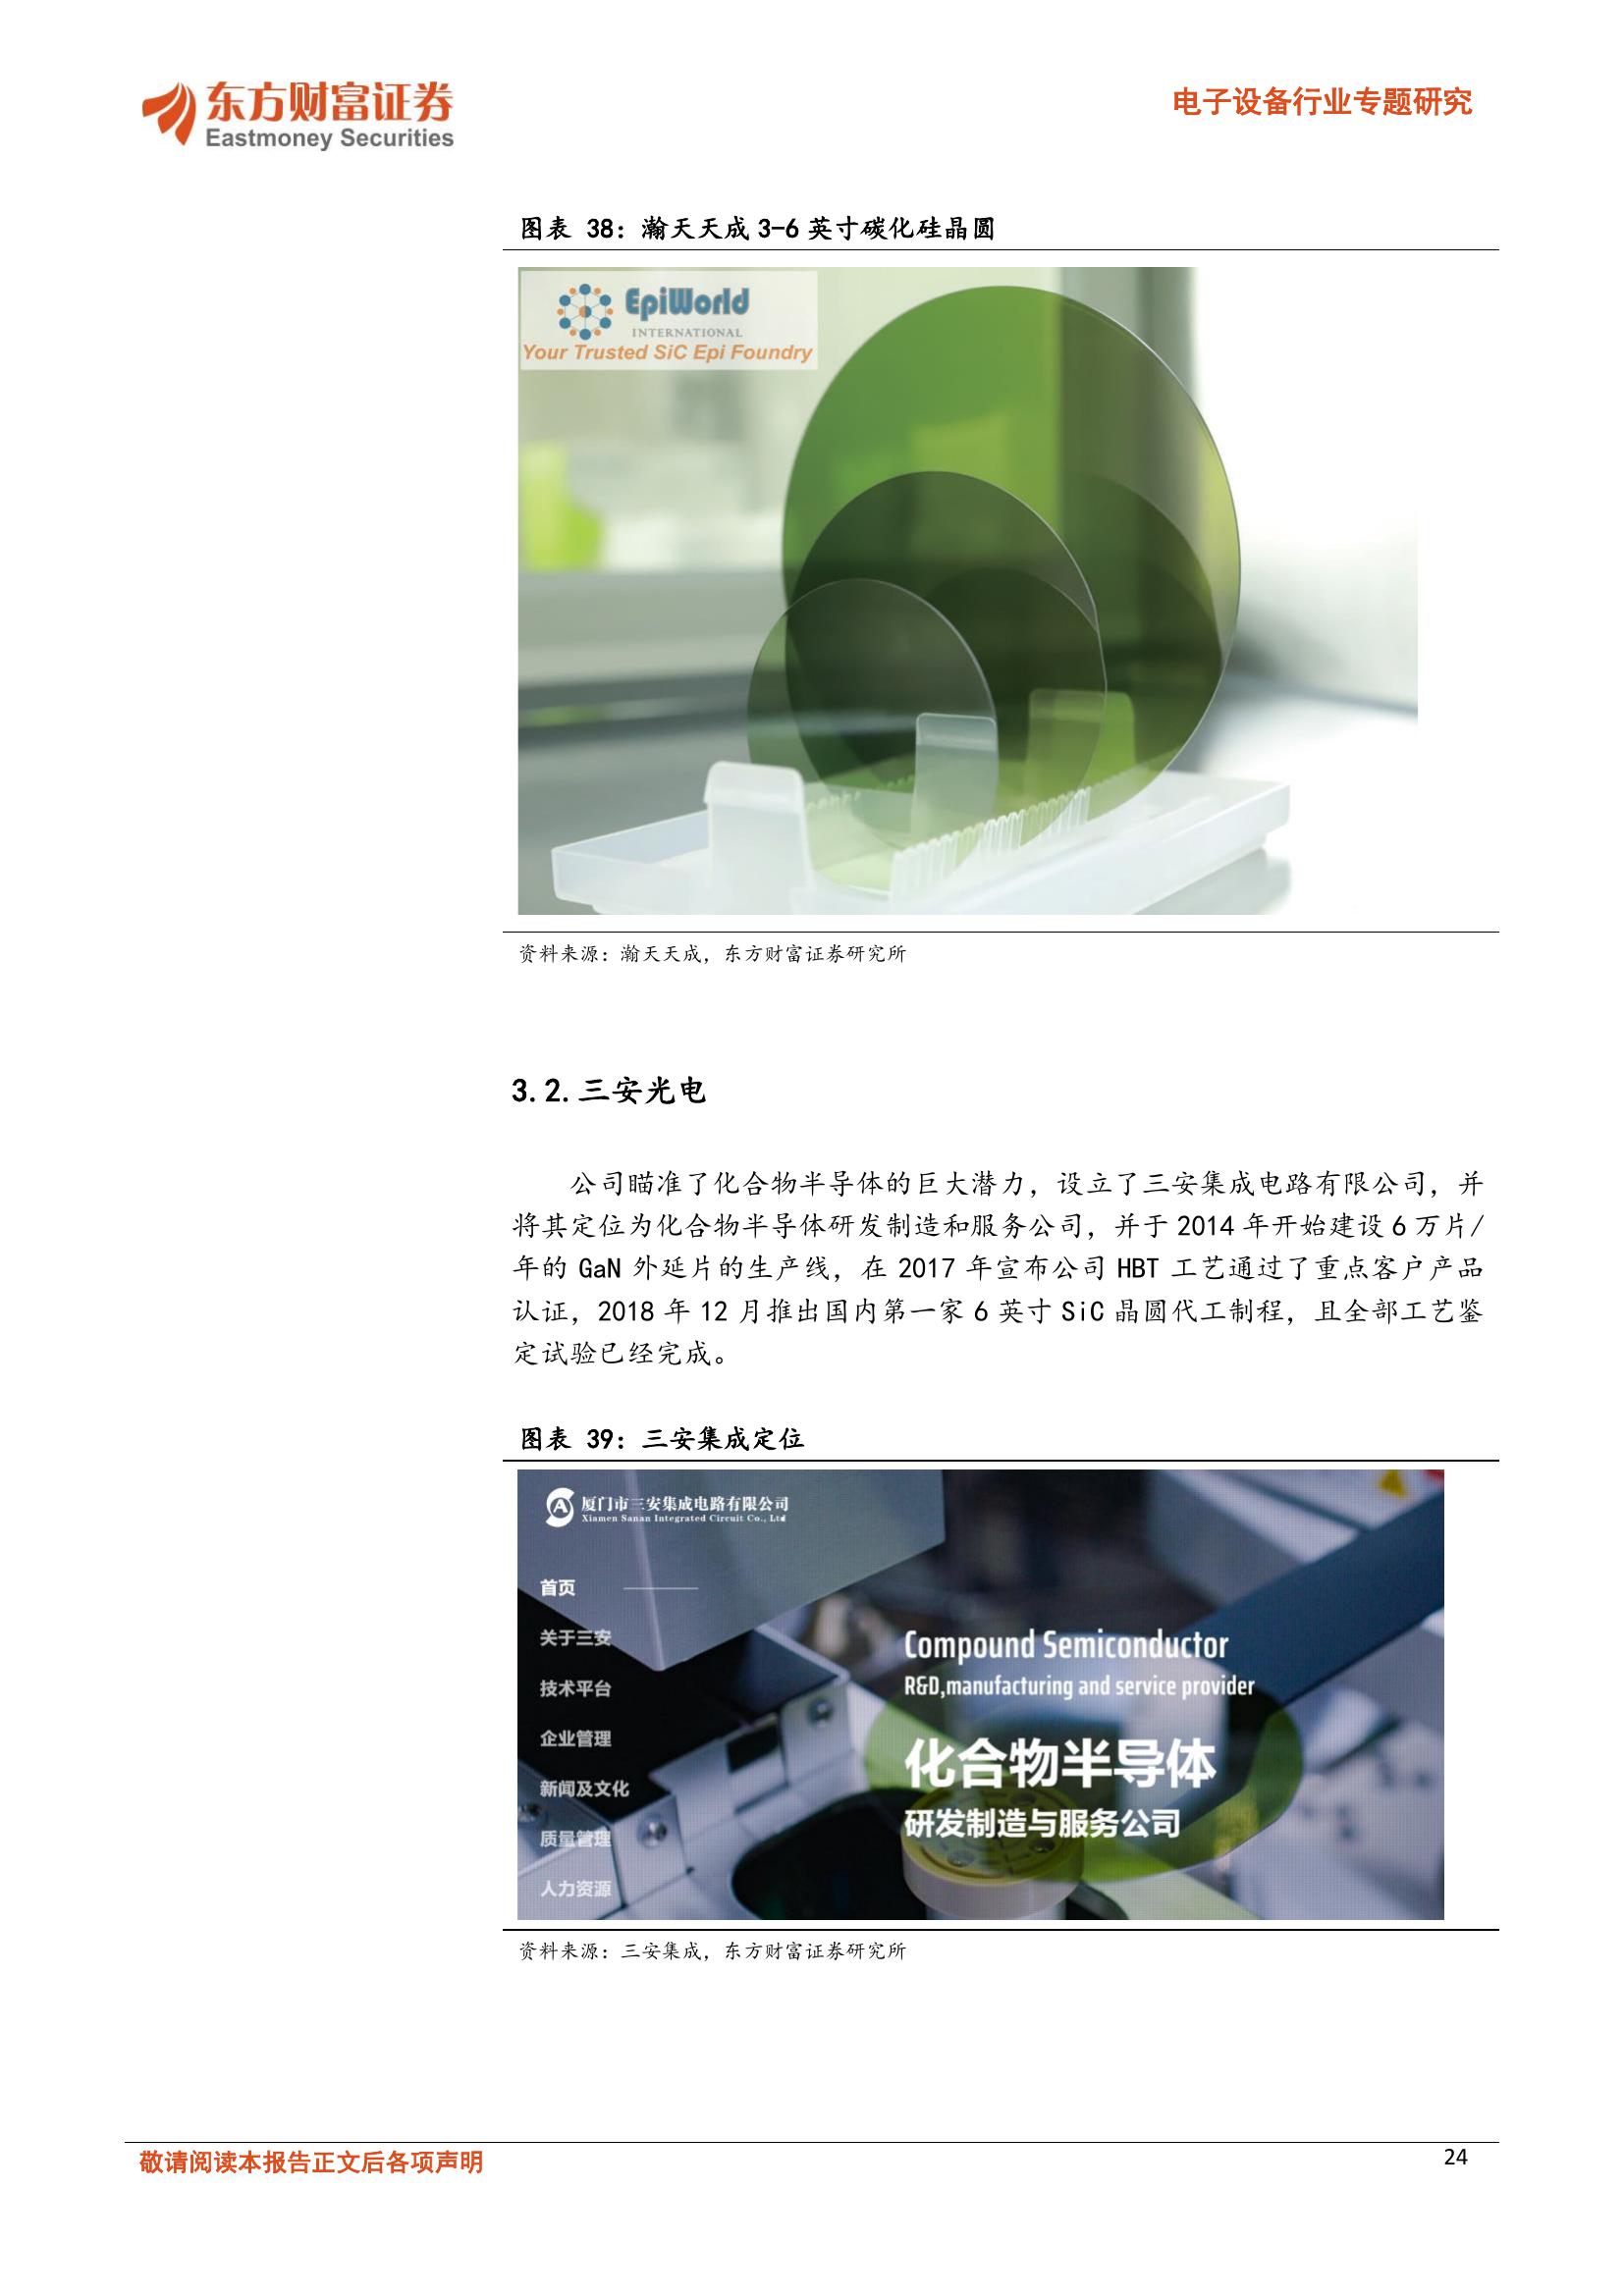 东方财富证券
Eastmoney Securities
电子设备行业专题研究
图表 38：瀚天天成 3-6 英寸碳化硅晶圆
EpiWorld
INTERNATIONAL
Your Trusted SiC Epi Foundry
资料来源：瀚天天成，东方财富证券研究所
3.2.三安光电
公司瞄准了化合物半导体的巨大潜力，设立了三安集成电路有限公司，并
将其定位为化合物半导体研发制造和服务公司，并于 2014 年开始建设 6 万片/
年的 GaN 外延片的生产线，在 2017 年宣布公司 HBT 工艺通过了重点客户产品
认证，2018 年 12 月推出国内第一家 6 英寸 SiC 晶圆代工制程，且全部工艺鉴
定试验已经完成。
图表 39：三安集成定位
厦门市三安集成电路有限公司
Xiamen Sanan Integrated Circuit Co., Ltd
首页
关于三安
技术平台
企业管理
新闻及文化
质量管理
人力资源
Compound Semiconductor
R&D,manufacturing and service provider
化合物半导体
研发制造与服务公司
资料来源：三安集成，东方财富证券研究所
敬请阅读本报告正文后各项声明
24